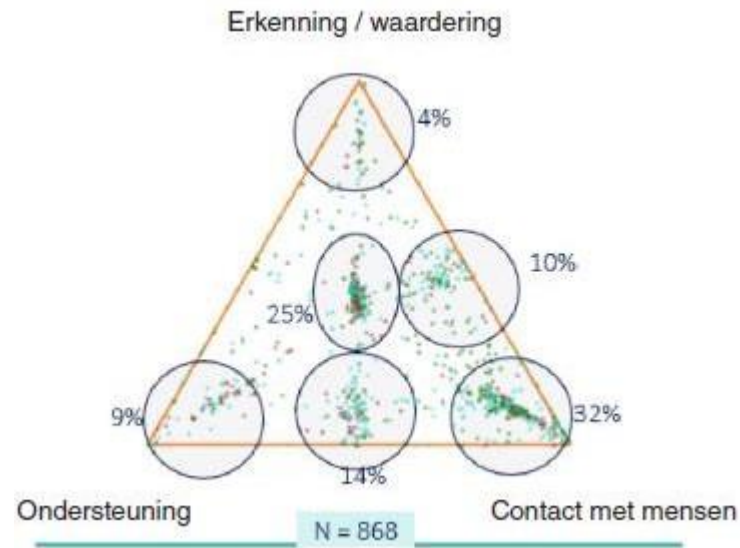 Erkenning / waardering
4%
10%
25%
9%
32%
14%
Ondersteuning
Contact met mensen
N = 868